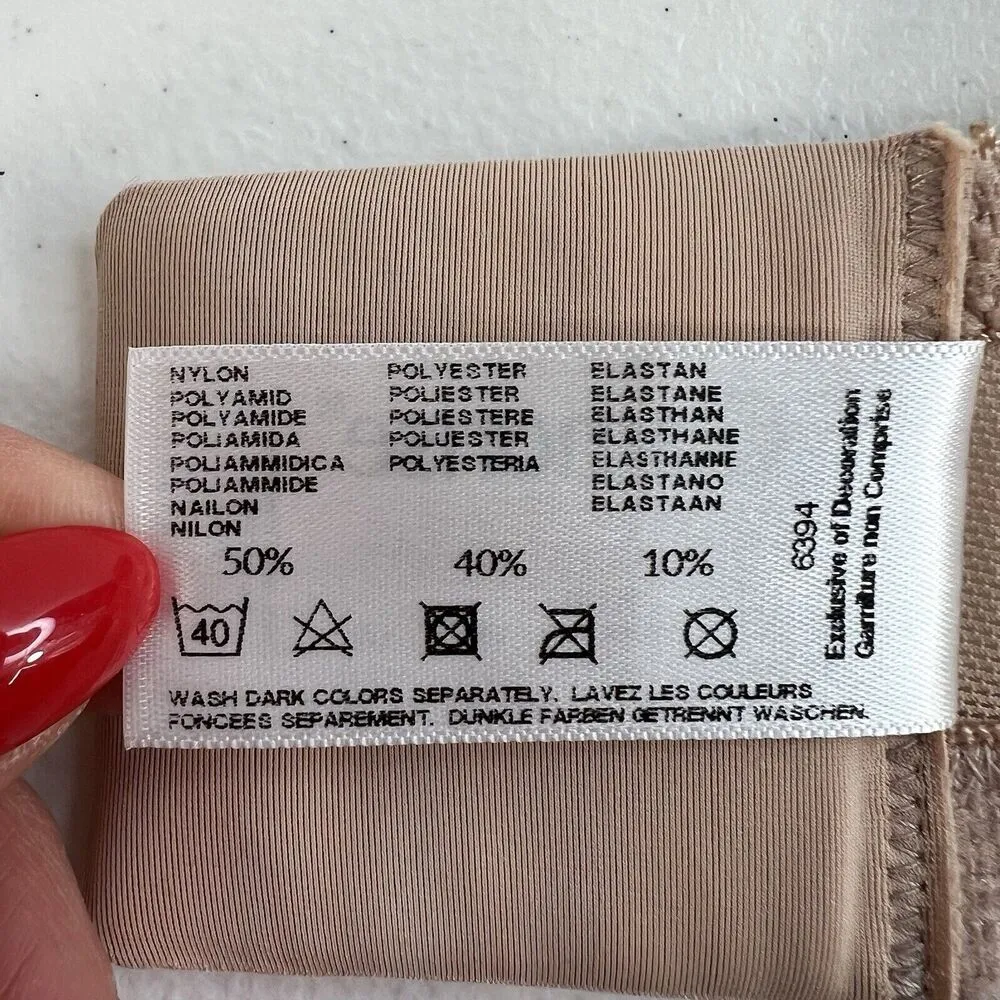 NYLON
POLYAMID
POLYAMIDE
POLIAMIDA
POLIAMMIDICA
POLIAMMIDE
NAILON
NILON
50%
POLYESTER
POLIESTER
POLIESTERE
POLUESTER
POLYESTERIA
40%
ELASTAN
ELASTANE
ELASTHAN
ELASTHANE
ELASTHANNE
ELASTANO
ELASTAAN
10%
40
WASH DARK COLORS SEPARATELY. LAVEZ LES COULEURS
FONCEES SEPAREMENT. DUNKLE FARBEN GETRENNT WASCHEN.
6394
Exclusive of Decoration
Garniture non Comprise